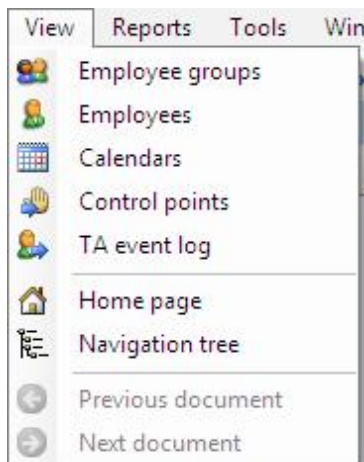 View Reports Tools Win
Employee groups
Employees
Calendars
Control points
TA event log
Home page
Navigation tree
Previous document
Next document